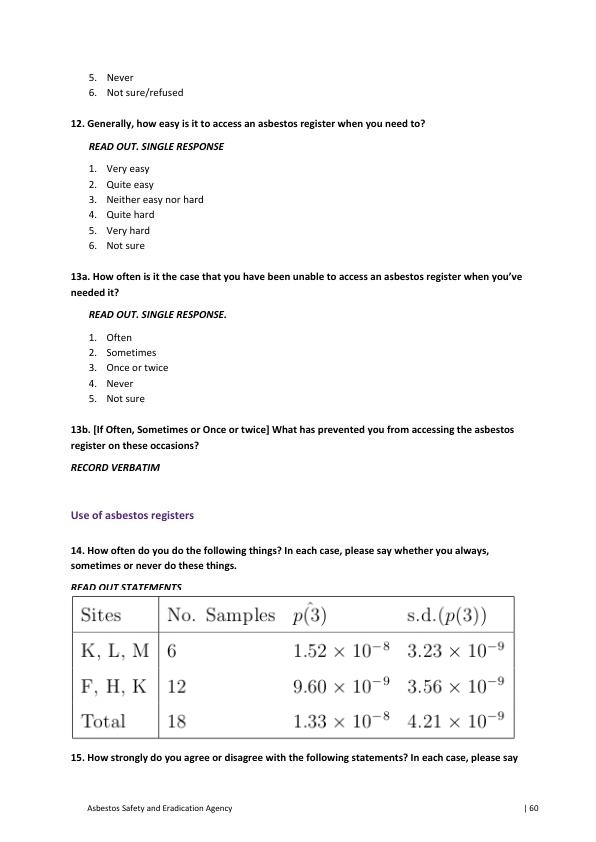 5. Never
6. Not sure/refused
12. Generally, how easy is it to access an asbestos register when you need to?
READ OUT. SINGLE RESPONSE
1. Very easy
2. Quite easy
3. Neither easy nor hard
4. Quite hard
5. Very hard
6. Not sure
13a. How often is it the case that you have been unable to access an asbestos register when you’ve
needed it?
READ OUT. SINGLE RESPONSE.
1. Often
2. Sometimes
3. Once or twice
4. Never
5. Not sure
13b. [If Often, Sometimes or Once or twice] What has prevented you from accessing the asbestos
register on these occasions?
RECORD VERBATIM
Use of asbestos registers
14. How often do you do the following things? In each case, please say whether you always,
sometimes or never do these things.
READ OUT STATEMENTS
Sites No. Samples p(̂3) s.d.(p(3))
K, L, M 6 1.52 × 10⁻⁸ 3.23 × 10⁻⁹
F, H, K 12 9.60 × 10⁻⁹ 3.56 × 10⁻⁹
Total 18 1.33 × 10⁻⁸ 4.21 × 10⁻⁹
15. How strongly do you agree or disagree with the following statements? In each case, please say
Asbestos Safety and Eradication Agency | 60